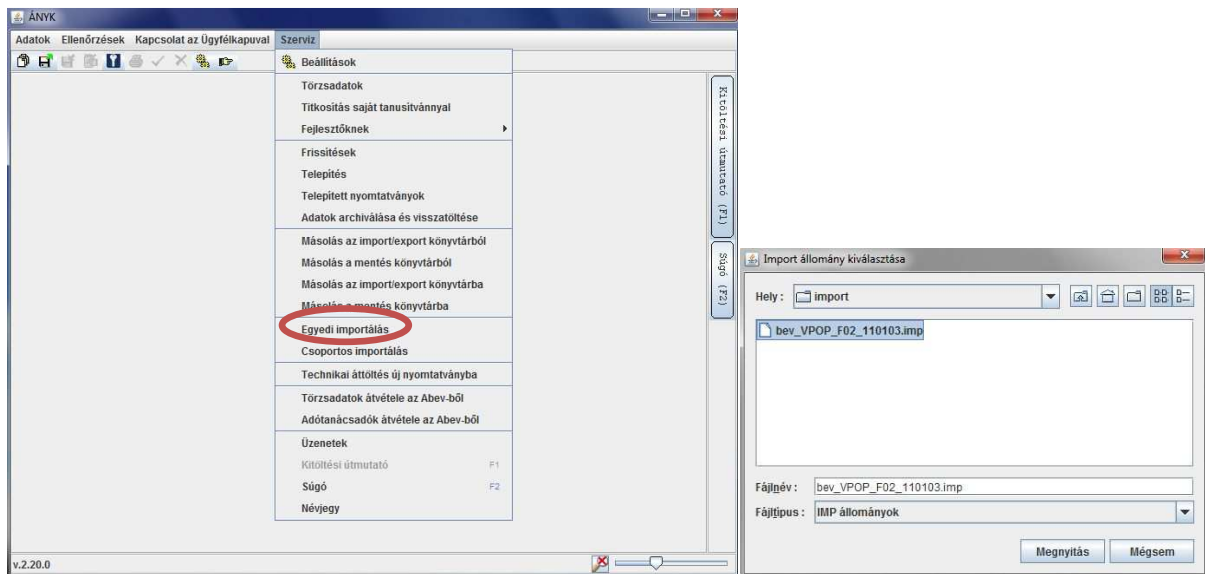 ÁNYK
Adatok Ellenőrzések Kapcsolat az Ügyfélkapuval Szerviz
Beállítások
Törzsadatok
Titkosítás saját tanusítvánnyal
Fejlesztőknek
Frissítések
Telepítés
Telepített nyomtatványok
Adatok archiválása és visszatöltése
Másolás az import/export könyvtárból
Másolás a mentés könyvtárból
Másolás az import/export könyvtárba
Másolás a mentés könyvtárba
Egyedi importálás
Csoportos importálás
Technikai áttöltés új nyomtatványba
Törzsadatok átvétele az Abev-ből
Adótanácsadók átvétele az Abev-ből
Üzenetek
Kitöltési útmutató F1
Súgó F2
Névjegy
Kitöltési útmutató (F1)
Súgó (F2)
v.2.20.0
Import állomány kiválasztása
Hely: import
bev_VPOP_F02_110103.imp
Fájlnév: bev_VPOP_F02_110103.imp
Fájltípus: IMP állományok
Megnyitás Mégsem